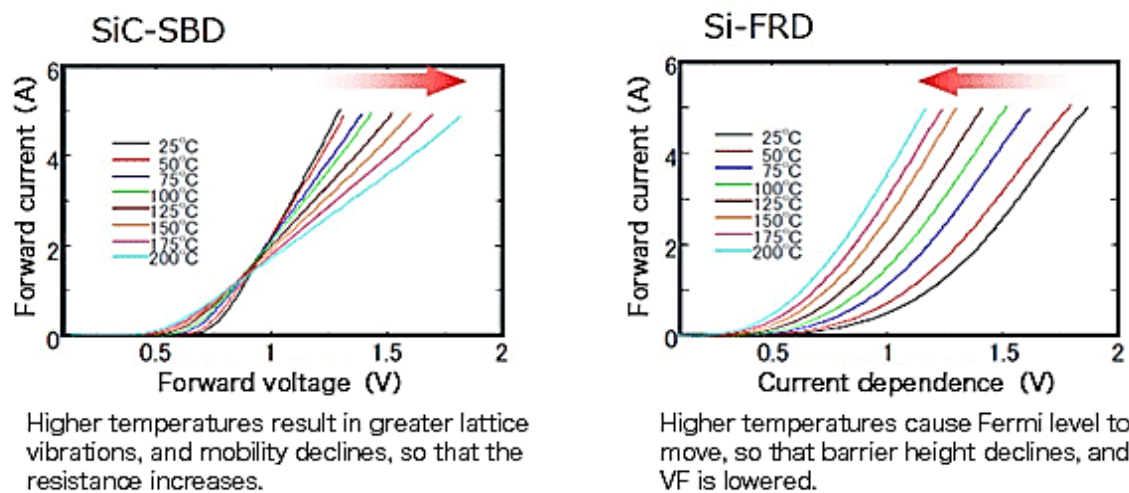 SiC-SBD
Forward current (A)
6
4
2
0
25°C
50°C
75°C
100°C
125°C
150°C
175°C
200°C
0.5
1
1.5
2
Forward voltage (V)
Higher temperatures result in greater lattice
vibrations, and mobility declines, so that the
resistance increases.
Si-FRD
Forward current (A)
6
4
2
0
25°C
50°C
75°C
100°C
125°C
150°C
175°C
200°C
0.5
1
1.5
2
Current dependence (V)
Higher temperatures cause Fermi level to
move, so that barrier height declines, and
VF is lowered.